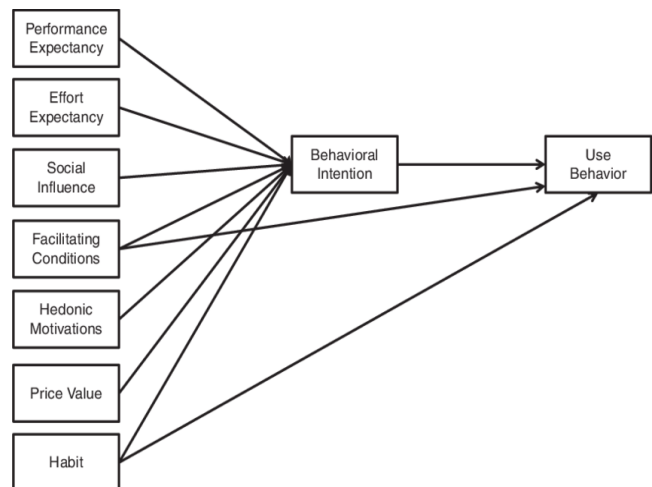 Performance
Expectancy
Effort
Expectancy
Social
Influence
Behavioral
Intention
Use
Behavior
Facilitating
Conditions
Hedonic
Motivations
Price Value
Habit